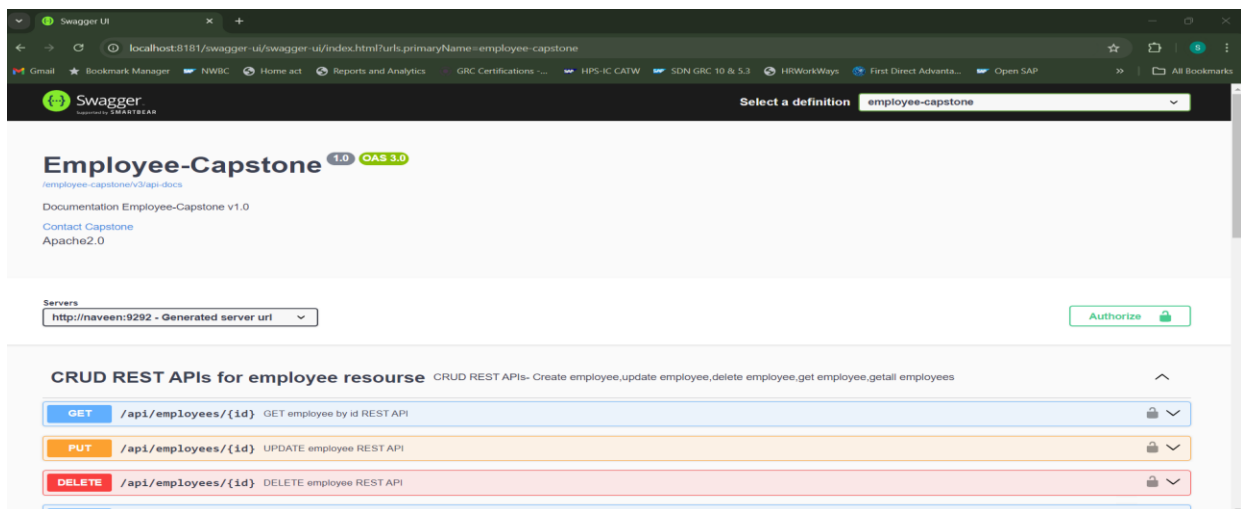 Swagger UI
localhost:8181/swagger-ui/swagger-ui/index.html?urls.primaryName=employee-capstone
S
Gmail Bookmark Manager NWBC Home act Reports and Analytics GRC Certifications -... HPS-IC CATW SDN GRC 10 & 5.3 HRWorkWays First Direct Advanta... Open SAP » All Bookmarks
Swagger. Select a definition employee-capstone
Supported by SMARTBEAR
Employee-Capstone 1.0 OAS 3.0
/employee-capstone/v3/api-docs
Documentation Employee-Capstone v1.0
Contact Capstone
Apache2.0
Servers
http://naveen:9292 - Generated server url Authorize
CRUD REST APIs for employee resourse CRUD REST APIs- Create employee,update employee,delete employee,get employee,getall employees
GET /api/employees/{id} GET employee by id REST API
PUT /api/employees/{id} UPDATE employee REST API
DELETE /api/employees/{id} DELETE employee REST API